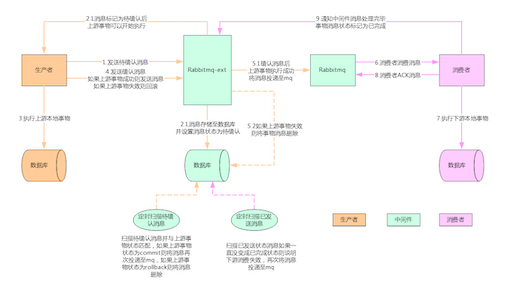 2.1消息标记为待确认后
上游事物可以开始执行
9.通知中间件消息处理完毕
事物消息状态标记为已完成
生产者
1.发送待确认消息
4.发送确认消息
如果上游事物成功则发送消息
如果上游事物失败则回滚
Rabbitmq-ext
5.1确认消息后
上游事物执行成功
将消息投递至mq
Rabbitmq
6.消费者消费消息
8.消费者ACK消息
消费者
3.执行上游本地事物
2.1消息存储至数据库
并设置消息状态为待确认
5.2如果上游事物失败
则将事物消息删除
7.执行下游本地事物
数据库
数据库
数据库
定时扫描待确
认消息
定时扫描已发
送消息
生产者
中间件
消费者
扫描待确认消息并与上游事
物状态匹配，如果上游事物
状态为commit则将消息再
次投递至mq，如果上游事
物状态为rollback则将消息
删除
扫描已发送状态消息如果一
直没变成已完成状态则说明
下游消费失败，再次将消息
投递至mq